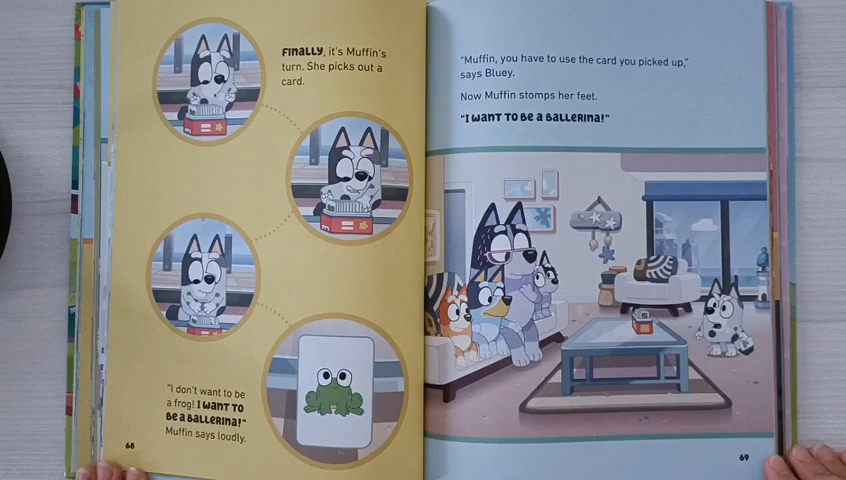 FINALLY, it's Muffin's
turn. She picks out a
card.
"I don't want to be
a frog! I WANT TO
BE A BALLERINA!"
Muffin says loudly.
68
"Muffin, you have to use the card you picked up,"
says Bluey.
Now Muffin stomps her feet.
"I WANT TO BE A BALLERINA!"
69